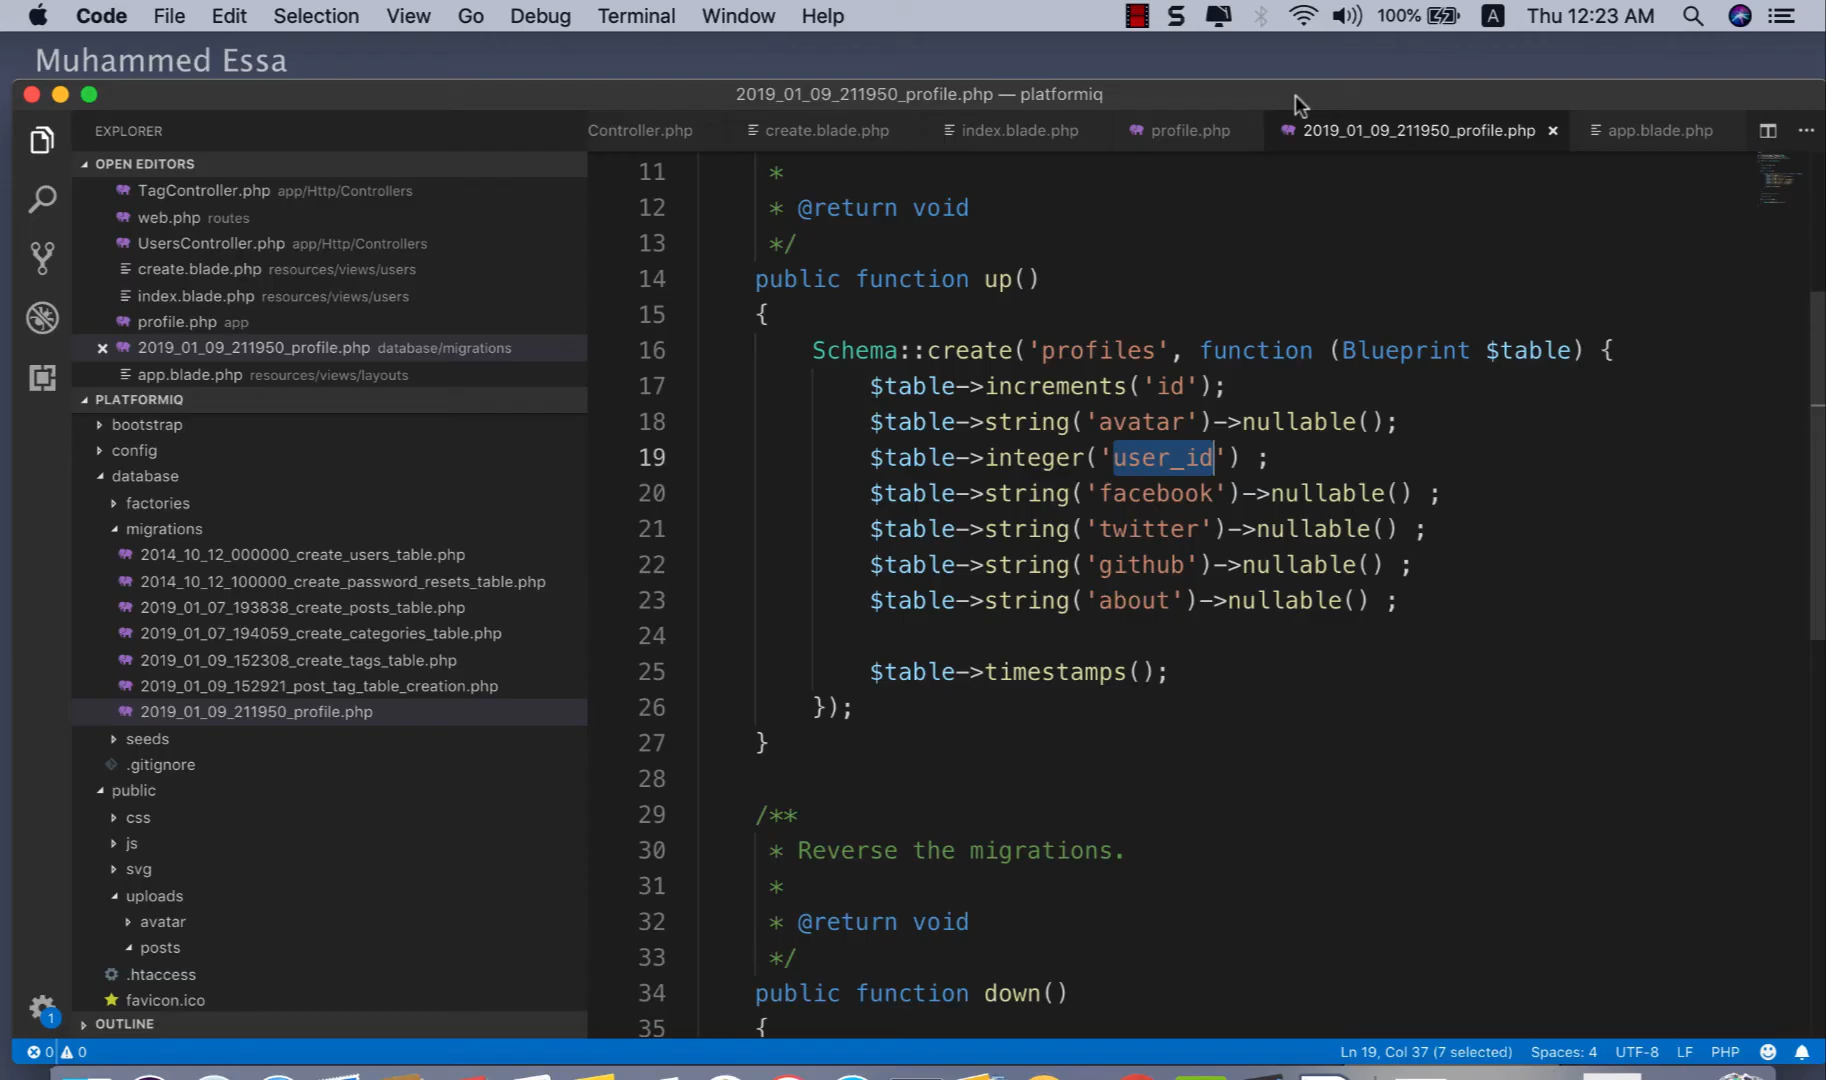 Code File Edit Selection View Go Debug Terminal Window Help S 100% A Thu 12:23 AM
Muhammed Essa
2019_01_09_211950_profile.php — platformiq
EXPLORER
Controller.php create.blade.php index.blade.php profile.php 2019_01_09_211950_profile.php × app.blade.php ...
OPEN EDITORS
TagController.php app/Http/Controllers
web.php routes
UsersController.php app/Http/Controllers
create.blade.php resources/views/users
index.blade.php resources/views/users
profile.php app
× 2019_01_09_211950_profile.php database/migrations
app.blade.php resources/views/layouts
PLATFORMIQ
bootstrap
config
database
factories
migrations
2014_10_12_000000_create_users_table.php
2014_10_12_100000_create_password_resets_table.php
2019_01_07_193838_create_posts_table.php
2019_01_07_194059_create_categories_table.php
2019_01_09_152308_create_tags_table.php
2019_01_09_152921_post_tag_table_creation.php
2019_01_09_211950_profile.php
seeds
.gitignore
public
css
js
svg
uploads
avatar
posts
.htaccess
favicon.ico
OUTLINE
1
11 *
12 * @return void
13 */
14 public function up()
15 {
16 Schema::create('profiles', function (Blueprint $table) {
17 $table->increments('id');
18 $table->string('avatar')->nullable();
19 $table->integer('user_id') ;
20 $table->string('facebook')->nullable() ;
21 $table->string('twitter')->nullable() ;
22 $table->string('github')->nullable() ;
23 $table->string('about')->nullable() ;
24
25 $table->timestamps();
26 });
27 }
28
29 /**
30 * Reverse the migrations.
31 *
32 * @return void
33 */
34 public function down()
35 {
0 0 Ln 19, Col 37 (7 selected) Spaces: 4 UTF-8 LF PHP